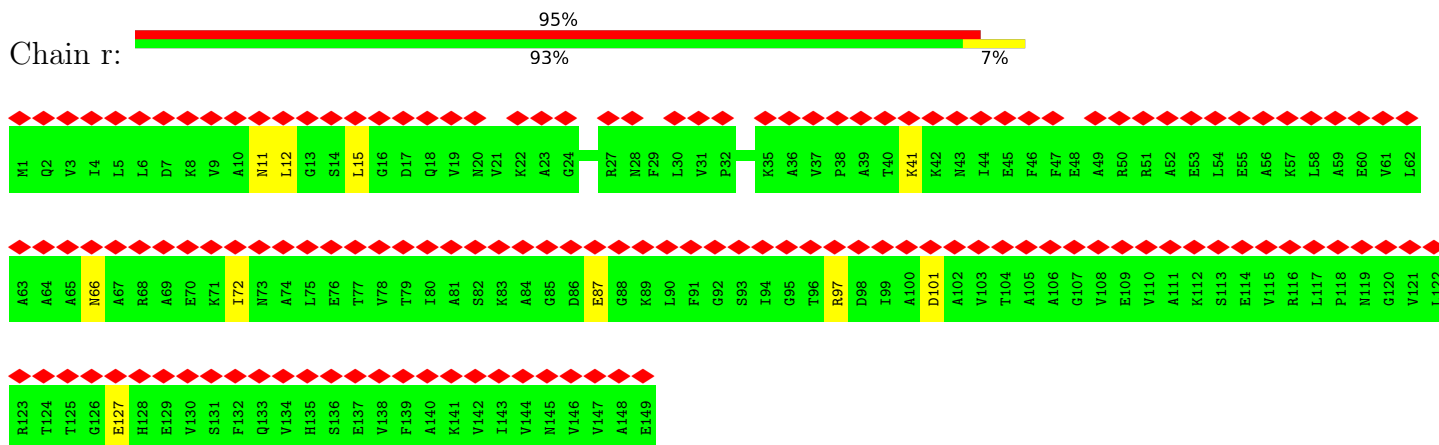 95%
Chain r:
93% 7%
M1 Q2 V3 I4 L5 L6 D7 K8 V9 A10 N11 L12 G13 S14 L15 G16 D17 Q18 V19 N20 V21 K22 A23 G24 R27 N28 F29 L30 V31 P32 K35 A36 V37 P38 A39 T40 K41 K42 N43 I44 E45 F46 F47 E48 A49 R50 R51 A52 E53 L54 E55 A56 K57 L58 A59 E60 V61 L62
A63 A64 A65 N66 A67 R68 A69 E70 K71 I72 N73 A74 L75 E76 T77 V78 T79 I80 A81 S82 K83 A84 G85 D86 E87 G88 K89 L90 F91 G92 S93 I94 G95 T96 R97 D98 I99 A100 D101 A102 V103 T104 A105 A106 G107 V108 E109 V110 A111 K112 S113 E114 V115 R116 L117 P118 N119 G120 V121 L122
R123 T124 T125 G126 E127 H128 E129 V130 S131 F132 Q133 V134 H135 S136 E137 V138 F139 A140 K141 V142 I143 V144 N145 V146 V147 A148 E149